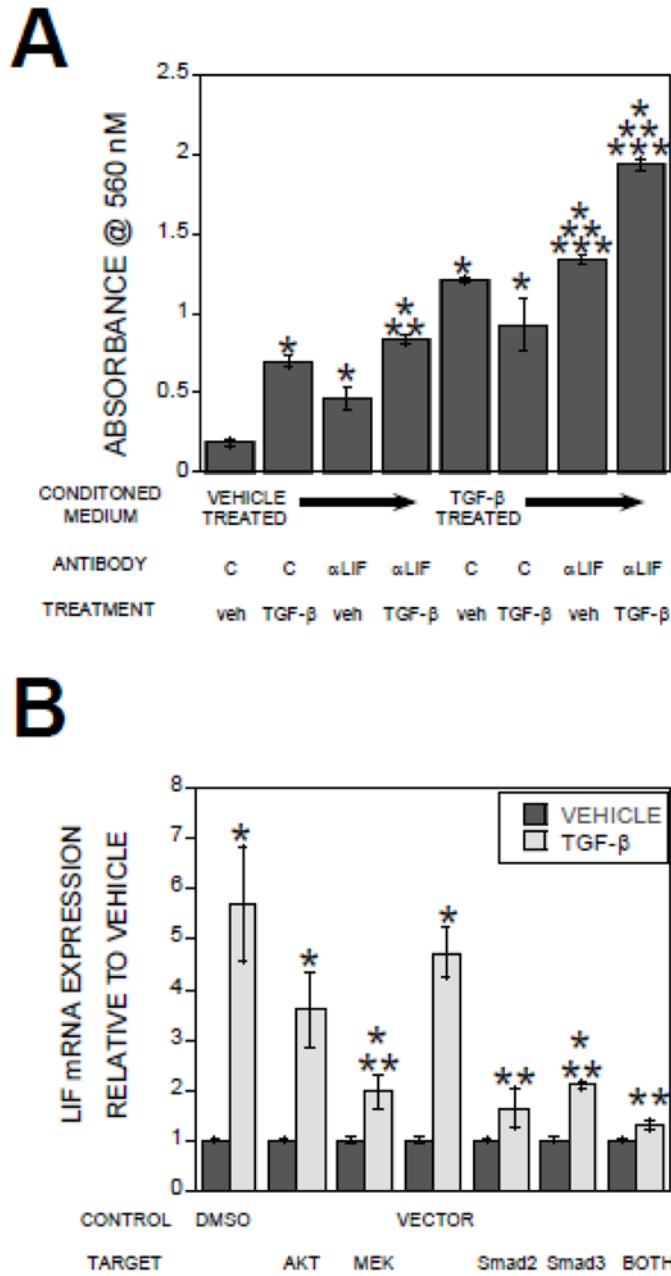 A
2.5
2
1.5
1
0.5
0
ABSORBANCE @ 560 nM
*
*
*
**
*
*
*
**
***
*
**
***
CONDITONED
MEDIUM
VEHICLE
TREATED
TGF-β
TREATED
ANTIBODY C C αLIF αLIF C C αLIF αLIF
TREATMENT veh TGF-β veh TGF-β veh TGF-β veh TGF-β
B
8
7
6
5
4
3
2
1
0
LIF mRNA EXPRESSION
RELATIVE TO VEHICLE
VEHICLE
TGF-β
*
*
*
**
*
**
*
**
**
CONTROL DMSO VECTOR
TARGET AKT MEK Smad2 Smad3 BOTH